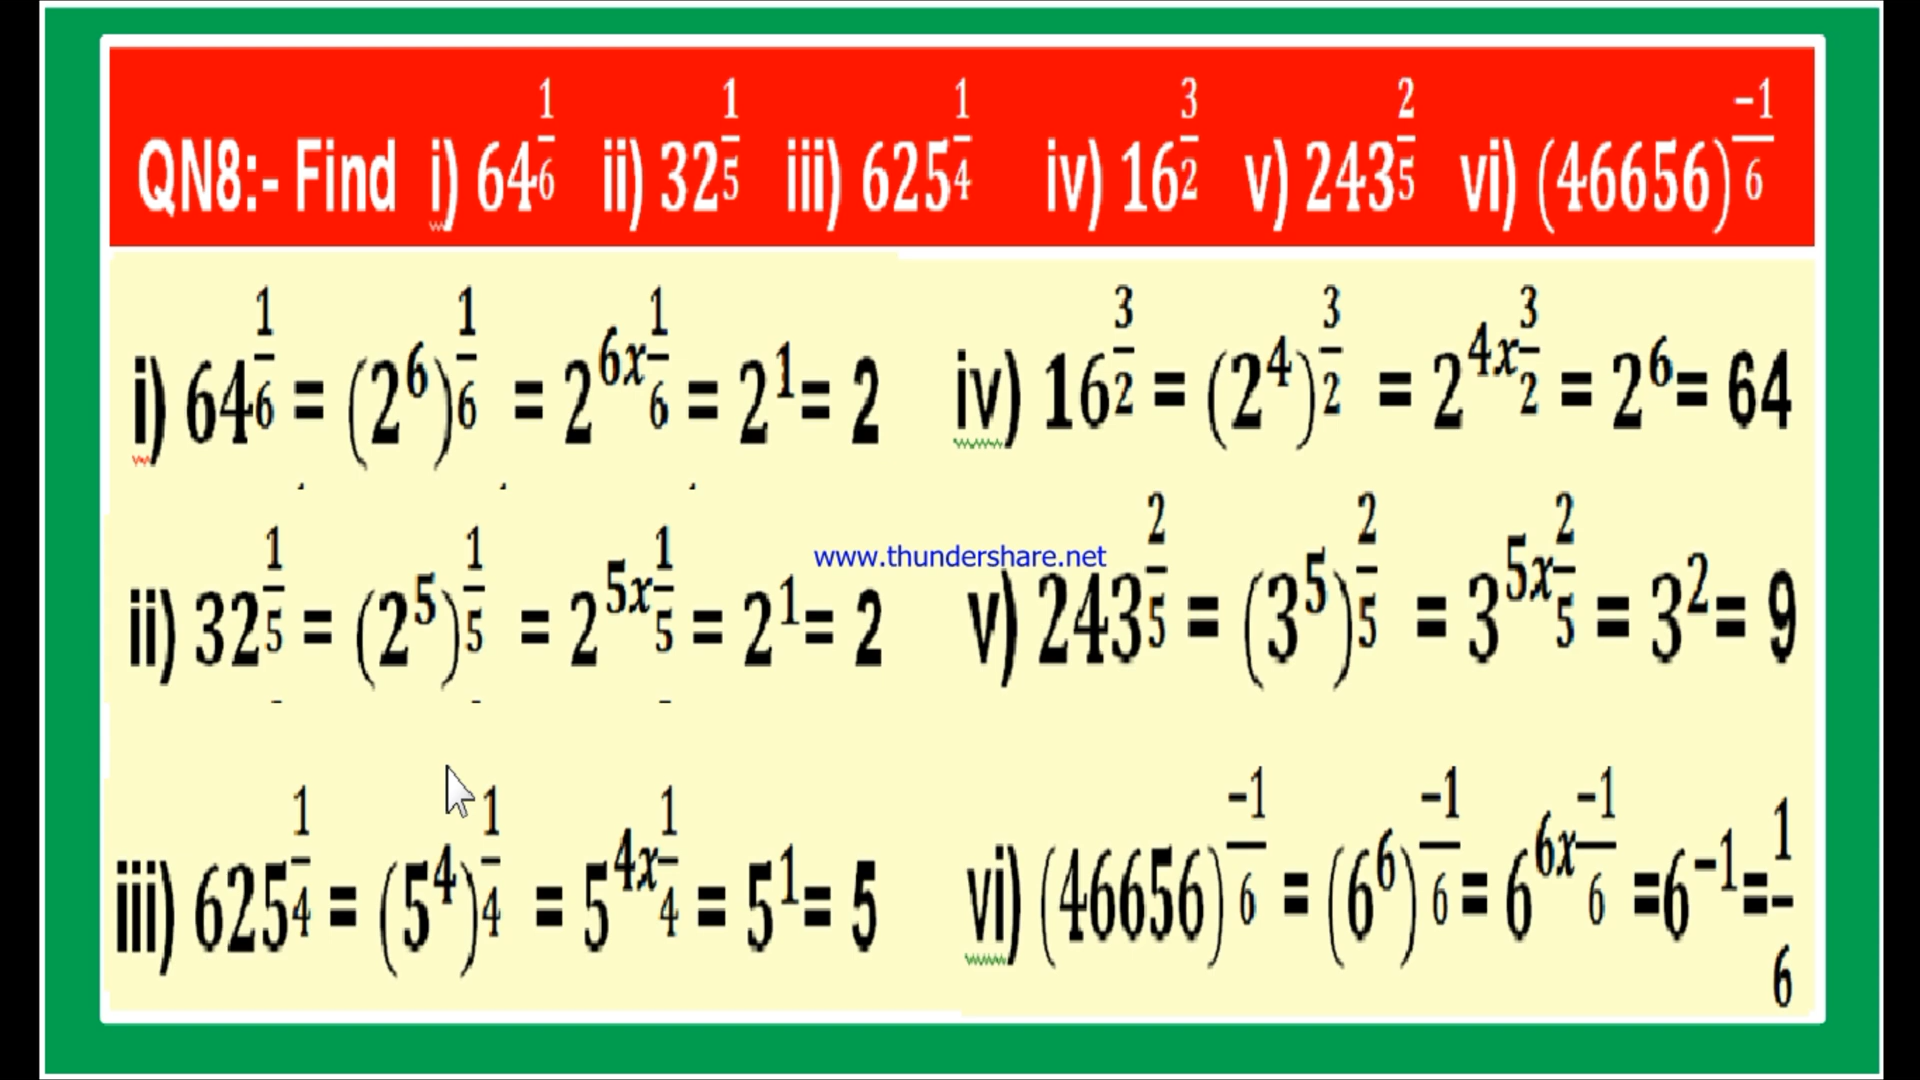 QN8:- Find i) 64^(1/6) ii) 32^(1/5) iii) 625^(1/4) iv) 16^(3/2) v) 243^(2/5) vi) (46656)^(−1/6)
i) 64^(1/6) = (2^6)^(1/6) = 2^(6x1/6) = 2^1 = 2
ii) 32^(1/5) = (2^5)^(1/5) = 2^(5x1/5) = 2^1 = 2
iii) 625^(1/4) = (5^4)^(1/4) = 5^(4x1/4) = 5^1 = 5
iv) 16^(3/2) = (2^4)^(3/2) = 2^(4x3/2) = 2^6 = 64
www.thundershare.net
v) 243^(2/5) = (3^5)^(2/5) = 3^(5x2/5) = 3^2 = 9
vi) (46656)^(−1/6) = (6^6)^(−1/6) = 6^(6x−1/6) = 6^−1 = 1/6